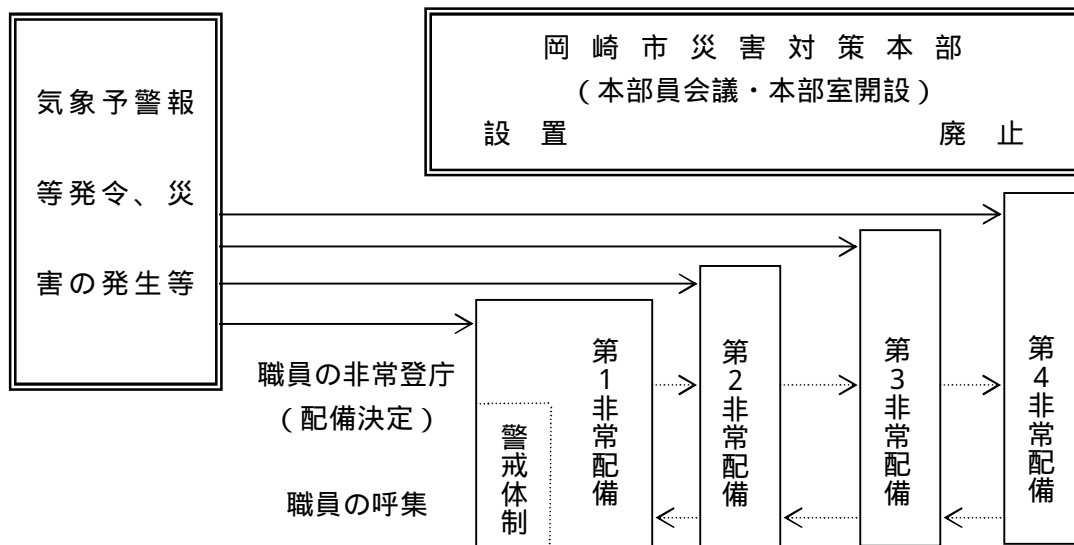 気象予警報
等発令、災
害の発生等
岡崎市災害対策本部
(本部員会議・本部室開設)
設置 廃止
職員の非常登庁
(配備決定)
職員の呼集
警戒体制
第1非常配備
第2非常配備
第3非常配備
第4非常配備